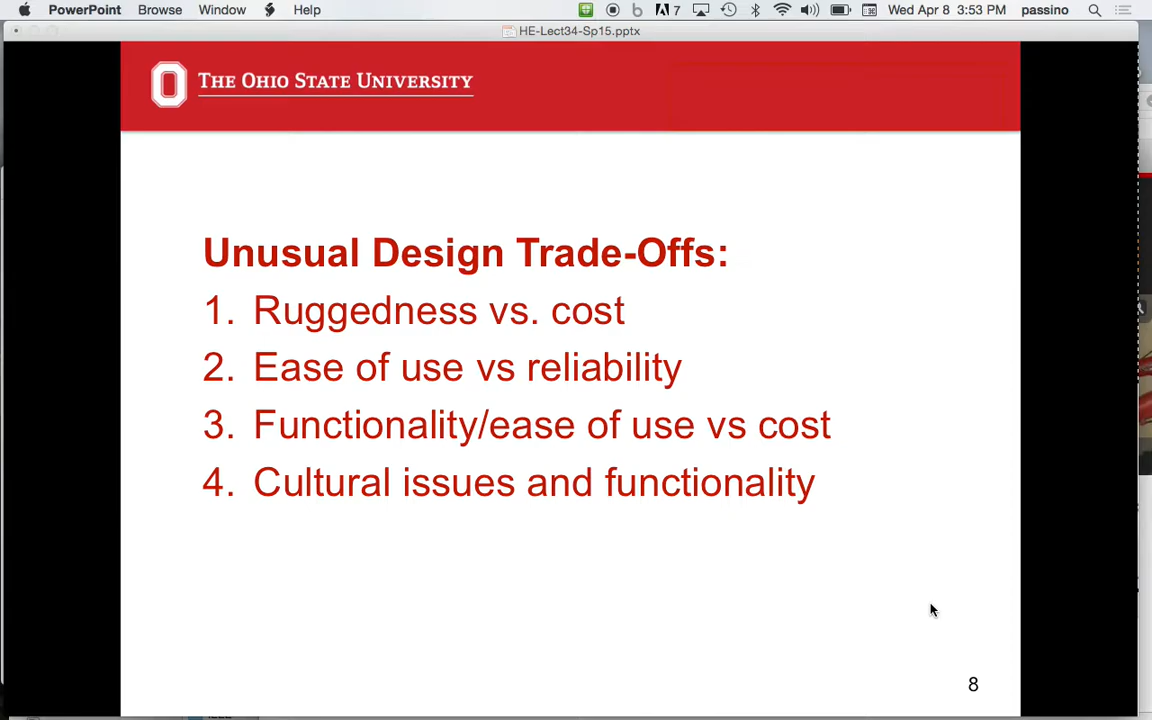 PowerPoint Browse Window Help 7 Wed Apr 8 3:53 PM passino
HE-Lect34-Sp15.pptx
THE OHIO STATE UNIVERSITY
Unusual Design Trade-Offs:
1. Ruggedness vs. cost
2. Ease of use vs reliability
3. Functionality/ease of use vs cost
4. Cultural issues and functionality
8